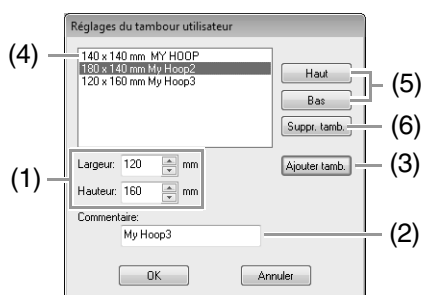 Réglages du tambour utilisateur
(4)
140 x 140 mm MY HOOP
180 x 140 mm My Hoop2
120 x 160 mm My Hoop3
Haut
(5)
Bas
Suppr. tamb.
(6)
Largeur: 120 mm
Ajouter tamb.
(3)
(1)
Hauteur: 160 mm
Commentaire:
My Hoop3
(2)
OK
Annuler